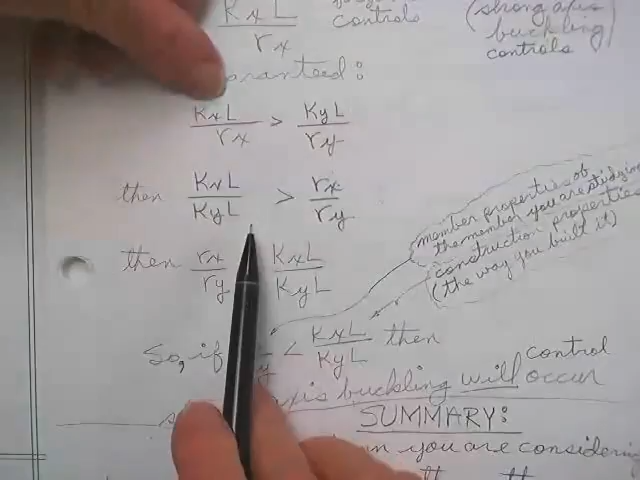 KxL / rx controls (strong axis buckling controls)
guaranteed:
KxL / rx > KyL / ry
then KxL / KyL > rx / ry
then rx / ry KxL / KyL
member properties of the member you are studying
construction properties (the way you built it)
So, if y < KxL / KyL then
axis buckling will control occur
SUMMARY:
you are considering